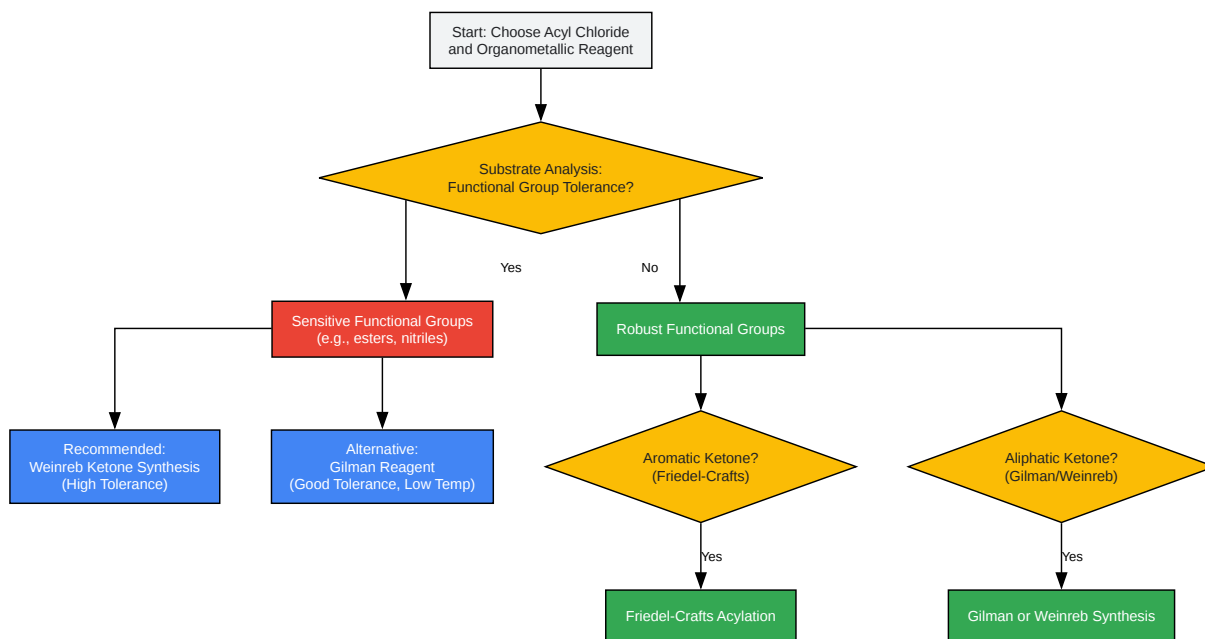 Start: Choose Acyl Chloride
and Organometallic Reagent
Substrate Analysis:
Functional Group Tolerance?
Yes
No
Sensitive Functional Groups
(e.g., esters, nitriles)
Robust Functional Groups
Recommended:
Weinreb Ketone Synthesis
(High Tolerance)
Alternative:
Gilman Reagent
(Good Tolerance, Low Temp)
Aromatic Ketone?
(Friedel-Crafts)
Aliphatic Ketone?
(Gilman/Weinreb)
Yes
Yes
Friedel-Crafts Acylation
Gilman or Weinreb Synthesis